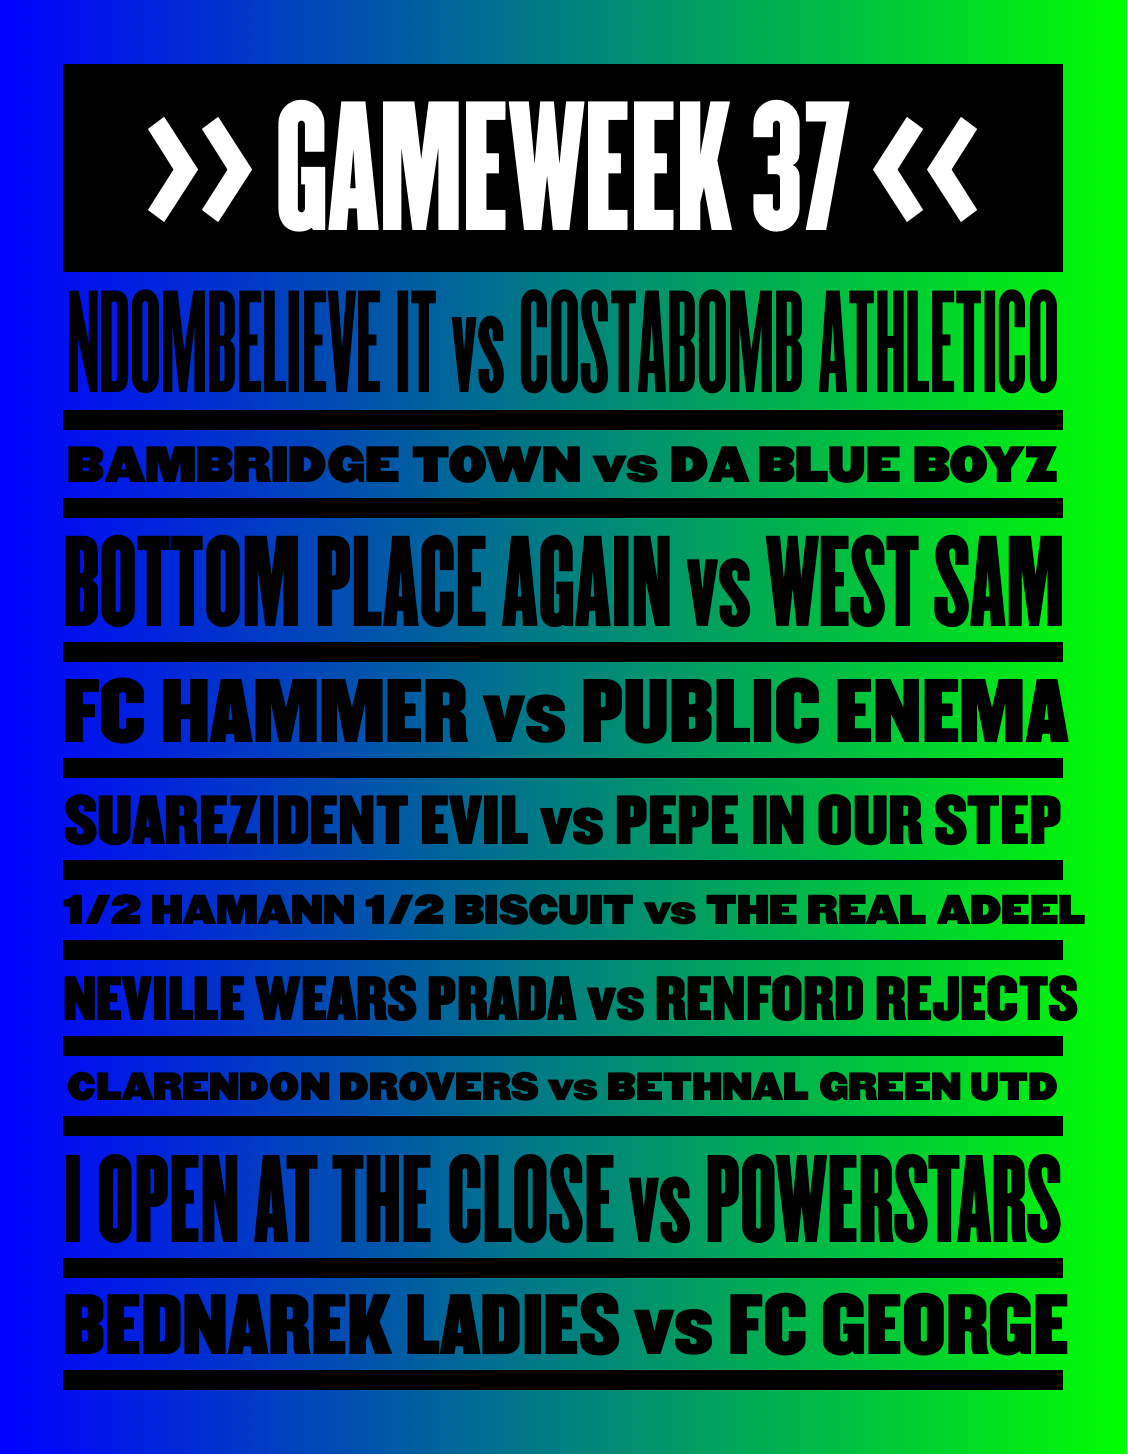 >> GAMEWEEK 37 <<
NDOMBELIEVE IT vs COSTABOMB ATHLETICO
BAMBRIDGE TOWN vs DA BLUE BOYZ
BOTTOM PLACE AGAIN vs WEST SAM
FC HAMMER vs PUBLIC ENEMA
SUAREZIDENT EVIL vs PEPE IN OUR STEP
1/2 HAMANN 1/2 BISCUIT vs THE REAL ADEEL
NEVILLE WEARS PRADA vs RENFORD REJECTS
CLARENDON DROVERS vs BETHNAL GREEN UTD
I OPEN AT THE CLOSE vs POWERSTARS
BEDNAREK LADIES vs FC GEORGE